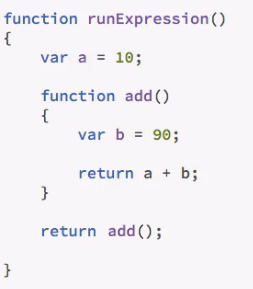 function runExpression()
{
    var a = 10;
    function add()
    {
        var b = 90;
        return a + b;
    }
    return add();
}